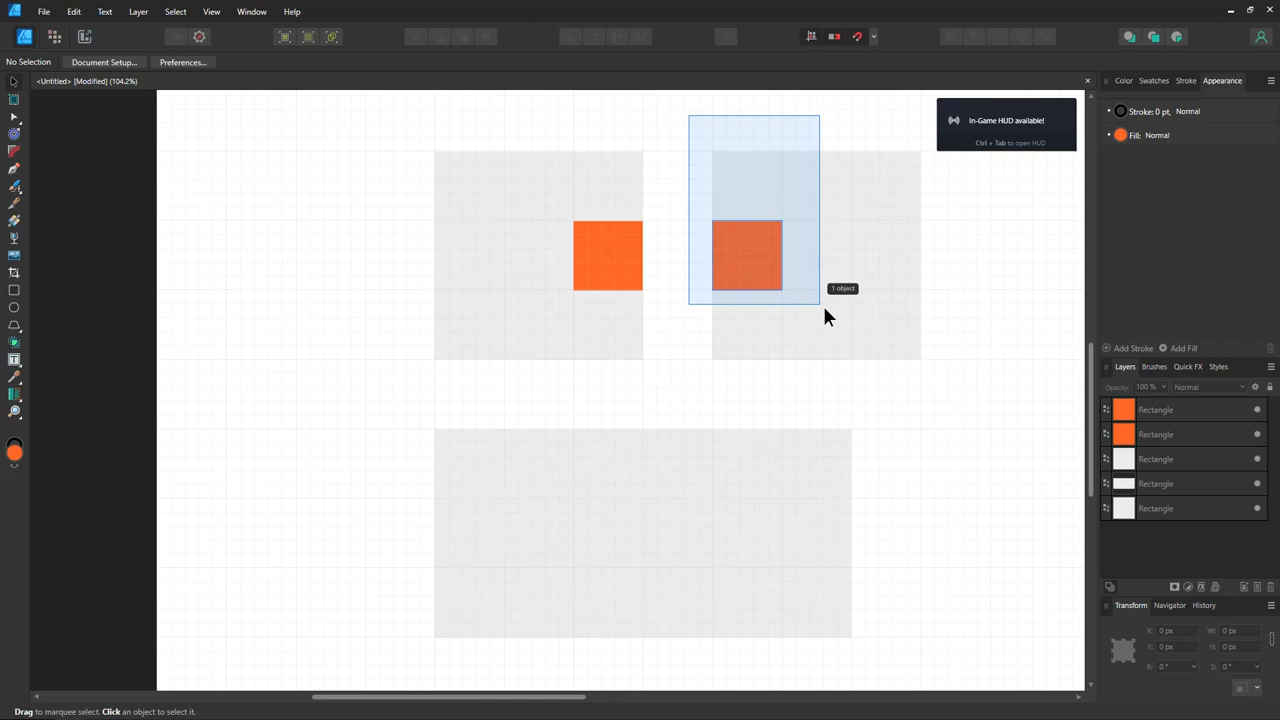 File Edit Text Layer Select View Window Help
No Selection Document Setup... Preferences...
<Untitled> [Modified] (104.2%)
Color Swatches Stroke Appearance
Stroke: 0 pt, Normal
Fill: Normal
In-Game HUD available!
Ctrl + Tab to open HUD
1 object
Add Stroke Add Fill
Layers Brushes Quick FX Styles
Opacity: 100 % Normal
Rectangle
Rectangle
Rectangle
Rectangle
Rectangle
Transform Navigator History
X: 0 px W: 0 px
Y: 0 px H: 0 px
R: 0 ° S: 0 °
Drag to marquee select. Click an object to select it.